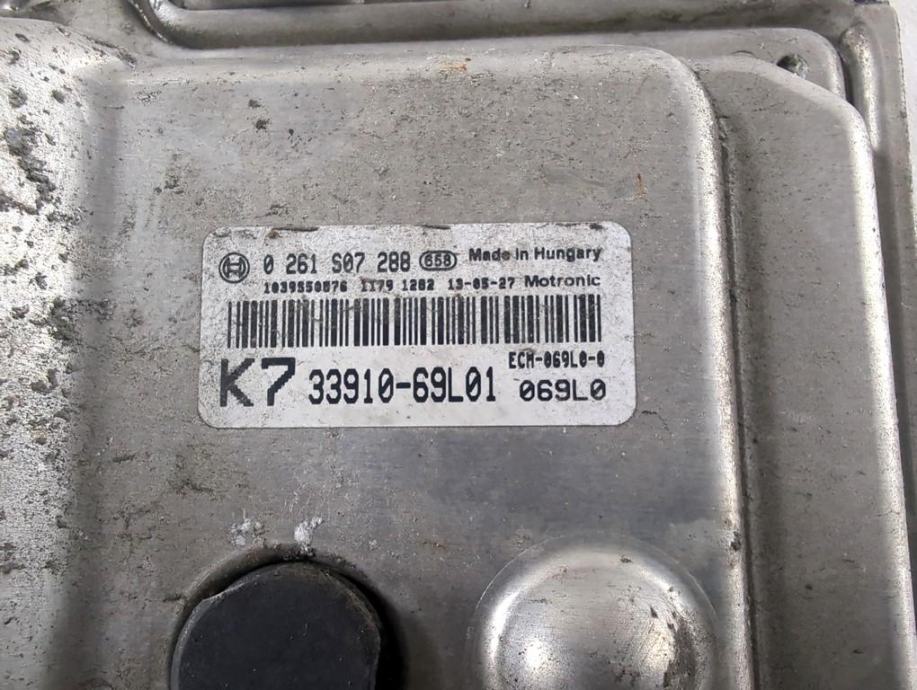 0 261 S07 288 658 Made in Hungary
1039S50876 1179 1282 13-05-27 Motronic
ECM-069L0-0
K7 33910-69L01 069L0